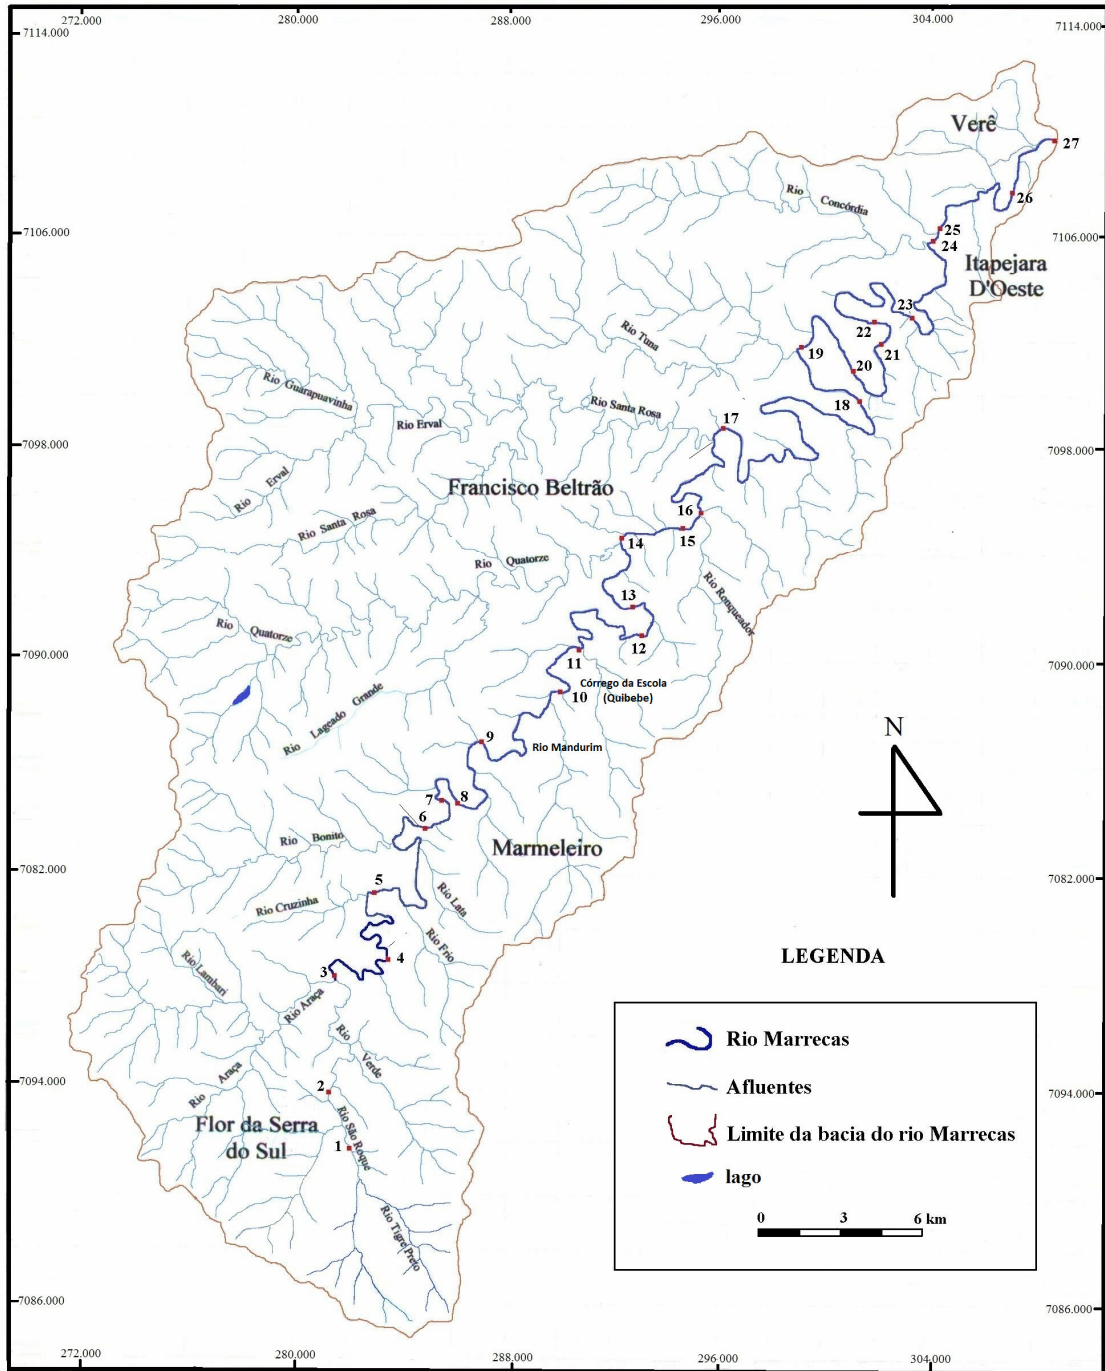 272.000
280.000
288.000
296.000
304.000
7114.000
7114.000
Verê
27
Rio Concórdia
26
7106.000
25
24
7106.000
Itapejara
D'Oeste
23
Rio Tuna
22
19
21
20
Rio Guarapuavinha
Rio Santa Rosa
18
17
Rio Erval
7098.000
7098.000
Rio Erval
Francisco Beltrão
16
Rio Santa Rosa
15
14
Rio Quatorze
Rio Ronqueador
13
Rio Quatorze
12
7090.000
11
7090.000
Córrego da Escola
(Quibebe)
10
Rio Lageado Grande
N
9
Rio Mandurim
7
8
6
Rio Bonito
Marmeleiro
7082.000
7082.000
5
Rio Lata
Rio Cruzinha
Rio Frio
4
LEGENDA
Rio Lambari
3
Rio Araça
Rio Verde
Rio Marrecas
Rio Araça
7094.000
2
Afluentes
7094.000
Rio São Roque
Flor da Serra
do Sul
1
Limite da bacia do rio Marrecas
lago
Rio Tigre Preto
0 3 6 km
7086.000
7086.000
272.000
280.000
288.000
296.000
304.000